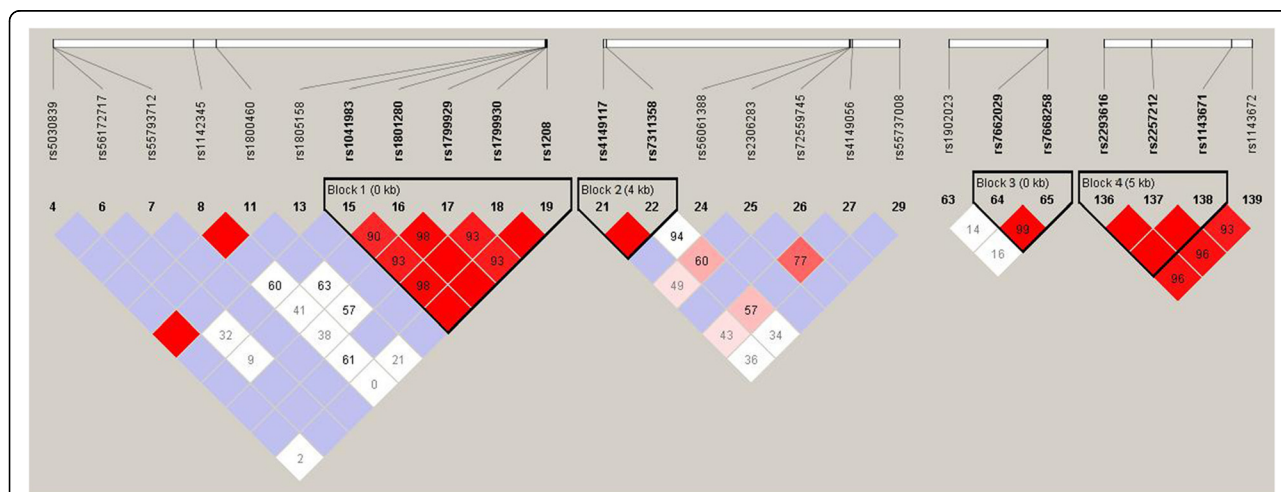 rs5030839 rs56172717 rs55793712 rs1142345 rs1800460 rs1805158 rs1041983 rs1801280 rs1799929 rs1799930 rs1208 rs4149117 rs7311358 rs56061388 rs2306283 rs72559745 rs4149056 rs55737008 rs1902023 rs7662029 rs7668258 rs2293616 rs2257212 rs1143671 rs1143672
Block 1 (0 kb) Block 2 (4 kb) Block 3 (0 kb) Block 4 (5 kb)
4 6 7 8 11 13 15 16 17 18 19 21 22 24 25 26 27 29 63 64 65 136 137 138 139
90 98 93 94 14 99 93
93 93 60 77 16 96
60 63 98 49 96
41 57 57
32 38 43 34
9 61 21 36
0
2